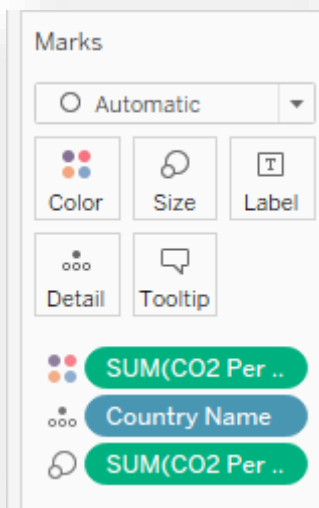 Marks
Automatic
Color Size Label
Detail Tooltip
SUM(CO2 Per ..
Country Name
SUM(CO2 Per ..